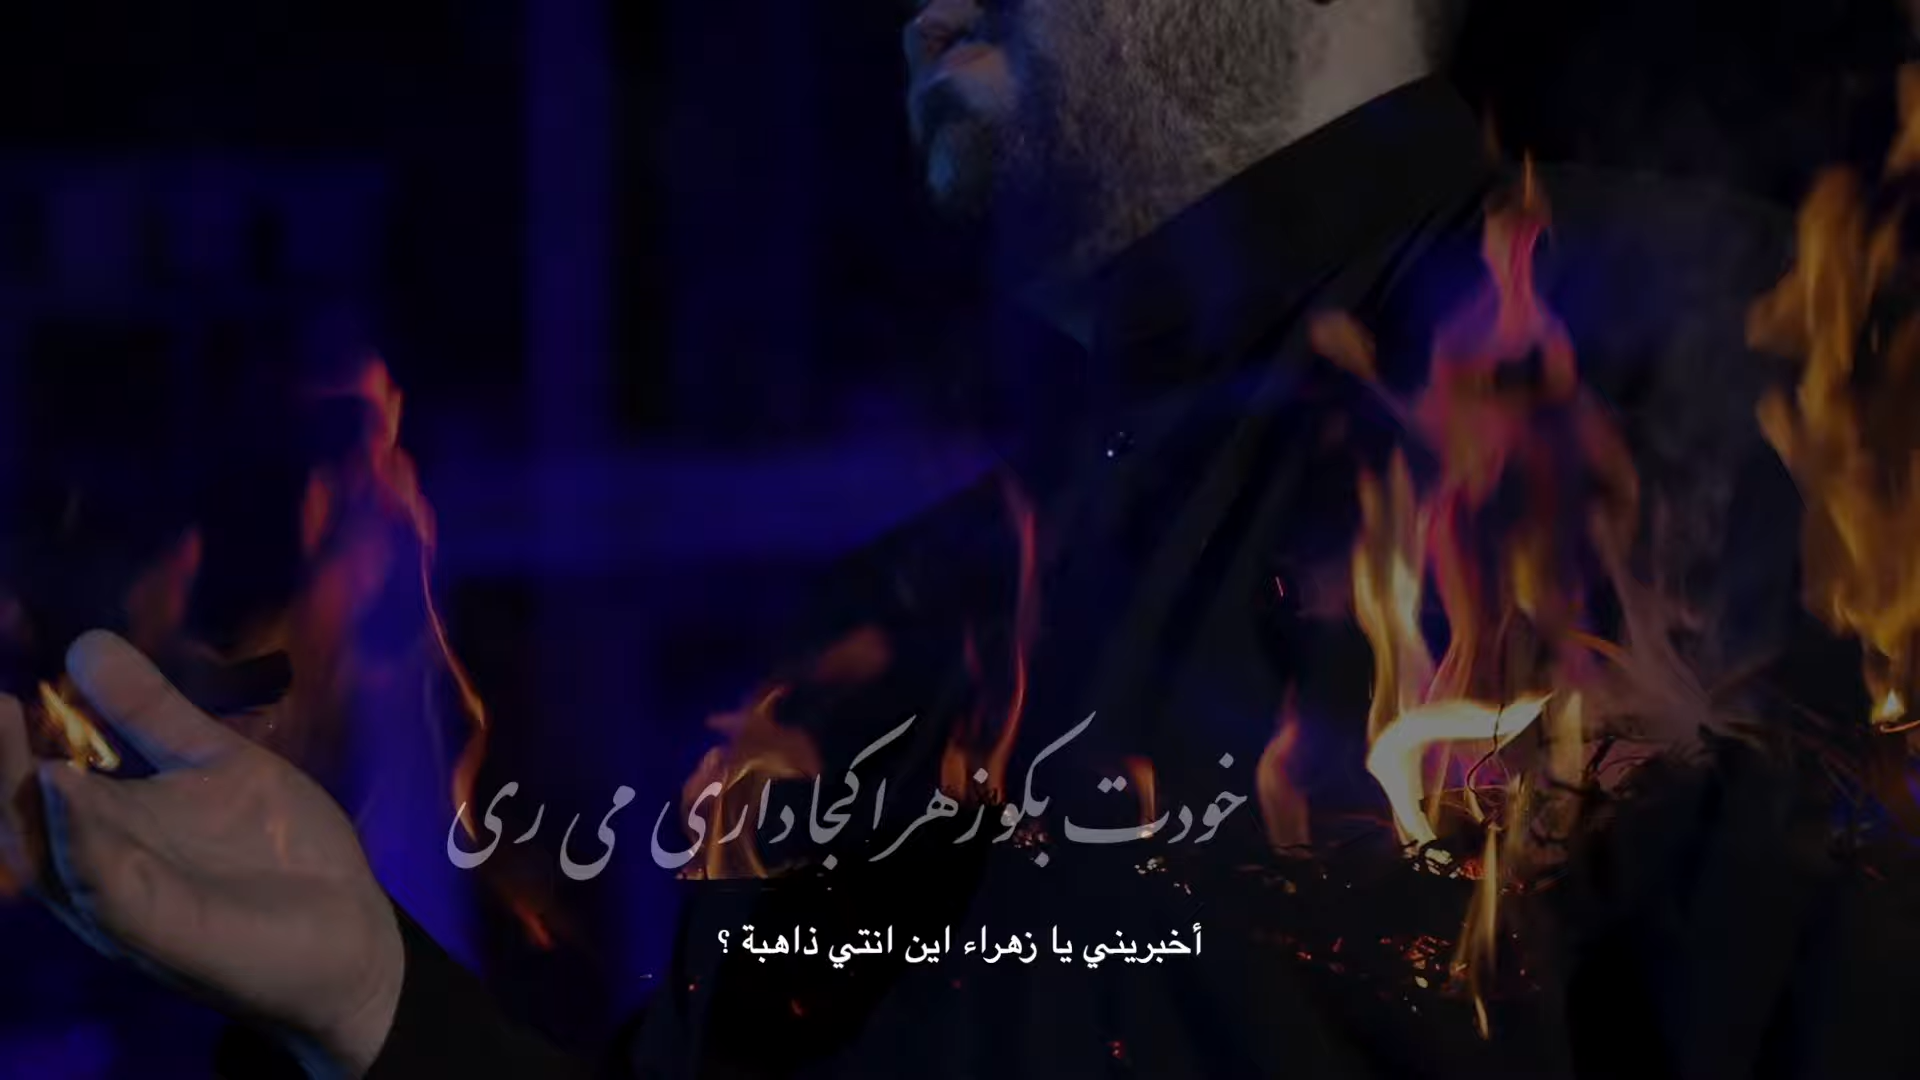 خودت بگو زهرا کجا داری می ری
أخبريني يا زهراء اين انتي ذاهبة ؟